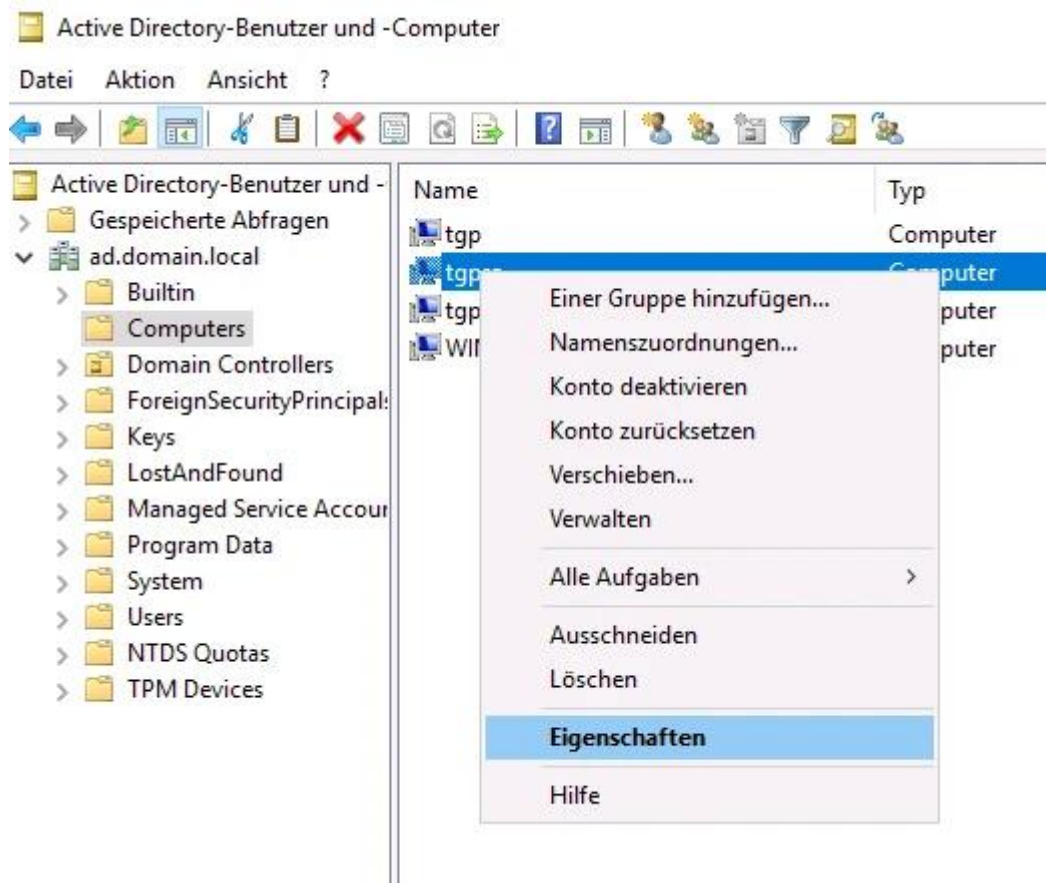 Active Directory-Benutzer und -Computer
Datei Aktion Ansicht ?
Active Directory-Benutzer und -
Gespeicherte Abfragen
ad.domain.local
Builtin
Computers
Domain Controllers
ForeignSecurityPrincipal
Keys
LostAndFound
Managed Service Accour
Program Data
System
Users
NTDS Quotas
TPM Devices
Name Typ
tgp Computer
Computer
tgp puter
WI puter
Einer Gruppe hinzufügen...
Namenszuordnungen...
Konto deaktivieren
Konto zurücksetzen
Verschieben...
Verwalten
Alle Aufgaben
Ausschneiden
Löschen
Eigenschaften
Hilfe